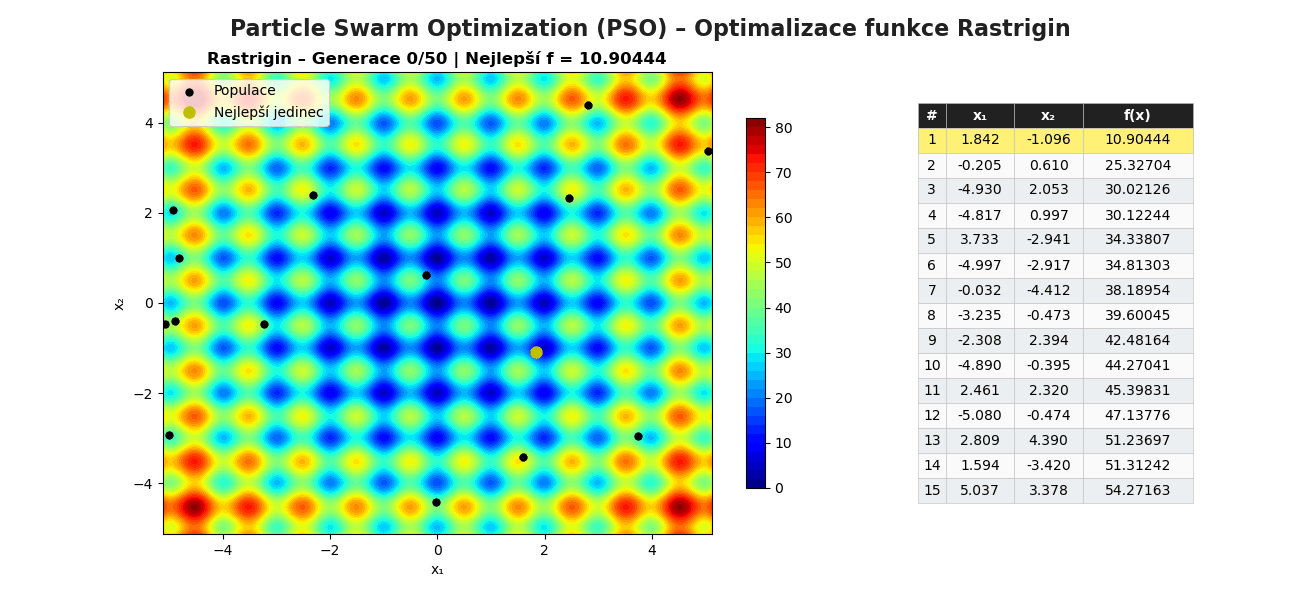 Particle Swarm Optimization (PSO) – Optimalizace funkce Rastrigin
Rastrigin – Generace 0/50 | Nejlepší f = 10.90444
Populace
Nejlepší jedinec
4
2
0
−2
−4
x₂
−4 −2 0 2 4
x₁
80
70
60
50
40
30
20
10
0
# x₁ x₂ f(x)
1 1.842 -1.096 10.90444
2 -0.205 0.610 25.32704
3 -4.930 2.053 30.02126
4 -4.817 0.997 30.12244
5 3.733 -2.941 34.33807
6 -4.997 -2.917 34.81303
7 -0.032 -4.412 38.18954
8 -3.235 -0.473 39.60045
9 -2.308 2.394 42.48164
10 -4.890 -0.395 44.27041
11 2.461 2.320 45.39831
12 -5.080 -0.474 47.13776
13 2.809 4.390 51.23697
14 1.594 -3.420 51.31242
15 5.037 3.378 54.27163